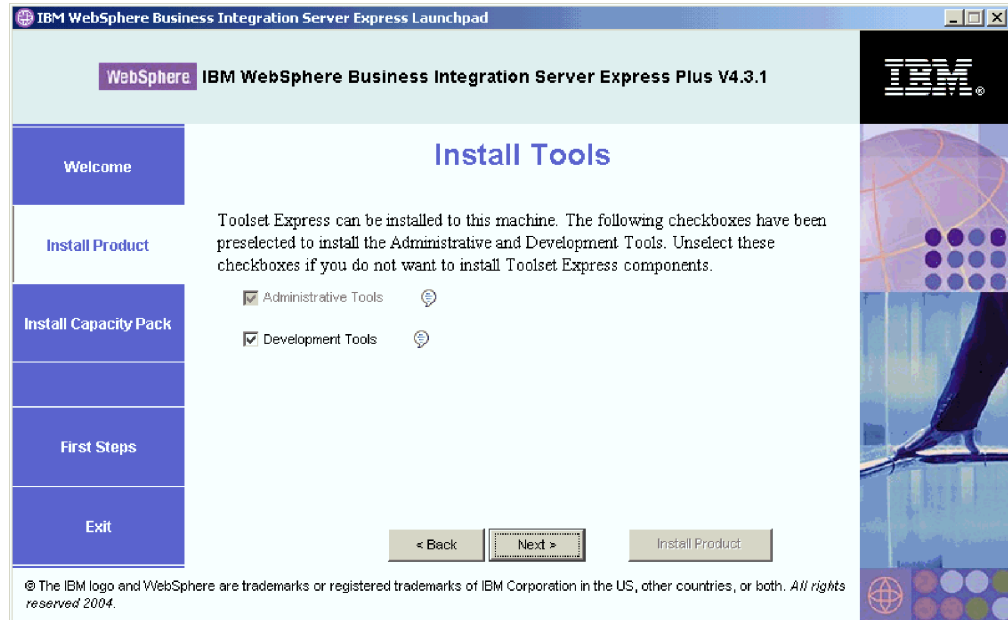 IBM WebSphere Business Integration Server Express Launchpad
WebSphere. IBM WebSphere Business Integration Server Express Plus V4.3.1
IBM®
Welcome
Install Product
Install Capacity Pack
First Steps
Exit
Install Tools
Toolset Express can be installed to this machine. The following checkboxes have been
preselected to install the Administrative and Development Tools. Unselect these
checkboxes if you do not want to install Toolset Express components.
Administrative Tools
Development Tools
< Back Next > Install Product
© The IBM logo and WebSphere are trademarks or registered trademarks of IBM Corporation in the US, other countries, or both. All rights
reserved 2004.